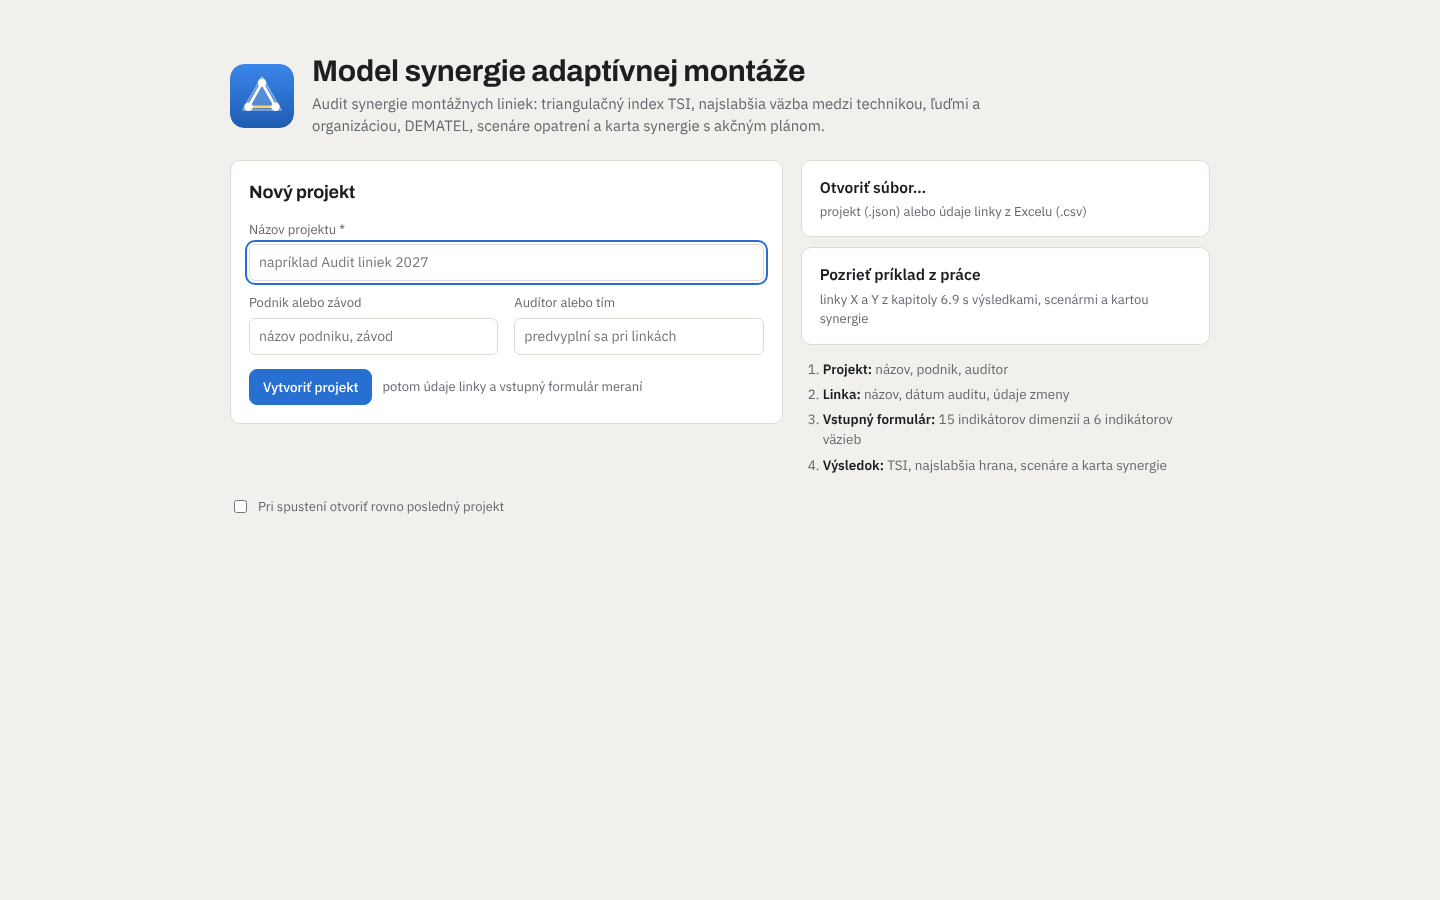 Model synergie adaptívnej montáže
Audit synergie montážnych liniek: triangulačný index TSI, najslabšia väzba medzi technikou, ľuďmi a
organizáciou, DEMATEL, scenáre opatrení a karta synergie s akčným plánom.
Nový projekt
Názov projektu *
napríklad Audit liniek 2027
Podnik alebo závod
Audítor alebo tím
názov podniku, závod
predvyplní sa pri linkách
Vytvoriť projekt
potom údaje linky a vstupný formulár meraní
Otvoriť súbor...
projekt (.json) alebo údaje linky z Excelu (.csv)
Pozrieť príklad z práce
linky X a Y z kapitoly 6.9 s výsledkami, scenármi a kartou
synergie
1. Projekt: názov, podnik, audítor
2. Linka: názov, dátum auditu, údaje zmeny
3. Vstupný formulár: 15 indikátorov dimenzií a 6 indikátorov
väzieb
4. Výsledok: TSI, najslabšia hrana, scenáre a karta synergie
Pri spustení otvoriť rovno posledný projekt